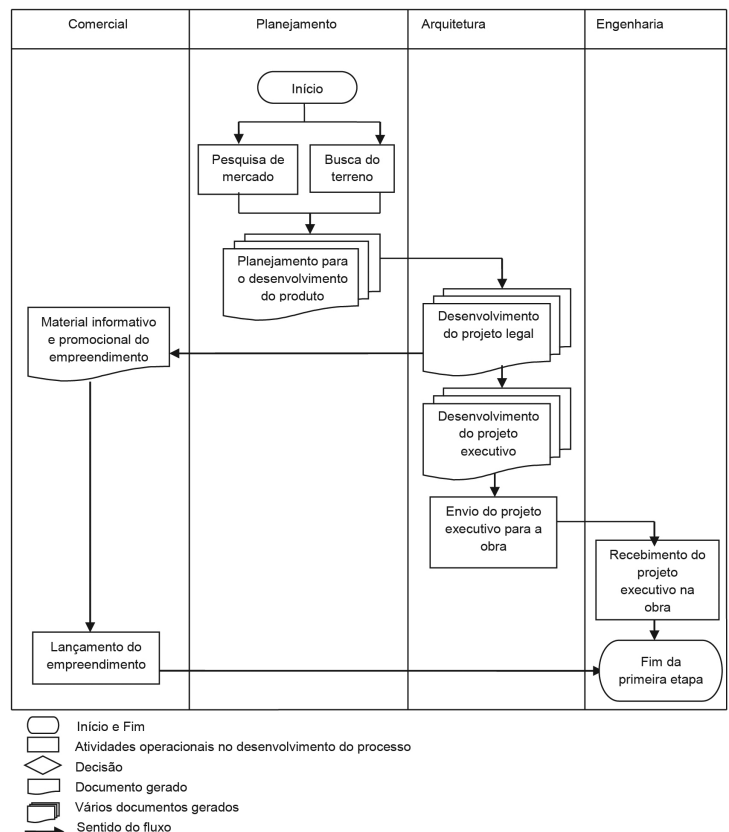 Comercial
Planejamento
Arquitetura
Engenharia
Início
Pesquisa de
mercado
Busca do
terreno
Planejamento para
o desenvolvimento
do produto
Desenvolvimento
do projeto legal
Material informativo
e promocional do
empreendimento
Desenvolvimento
do projeto
executivo
Envio do projeto
executivo para a
obra
Recebimento do
projeto
executivo na
obra
Lançamento do
empreendimento
Fim da
primeira etapa
Início e Fim
Atividades operacionais no desenvolvimento do processo
Decisão
Documento gerado
Vários documentos gerados
Sentido do fluxo